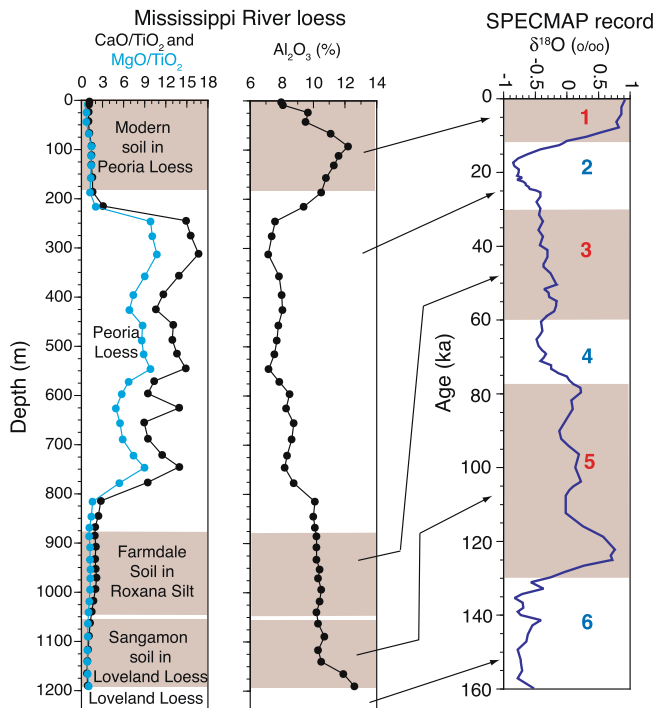 Mississippi River loess
SPECMAP record
CaO/TiO2 and
MgO/TiO2
Al2O3 (%)
δ18O (o/oo)
0 3 6 9 12 15 18
6 8 10 12 14
-1 -0.5 0 0.5 1
Depth (m)
0
100
200
300
400
500
600
700
800
900
1000
1100
1200
Modern
soil in
Peoria Loess
Peoria
Loess
Farmdale
Soil in
Roxana Silt
Sangamon
soil in
Loveland Loess
Loveland Loess
Age (ka)
0
20
40
60
80
100
120
140
160
1
2
3
4
5
6